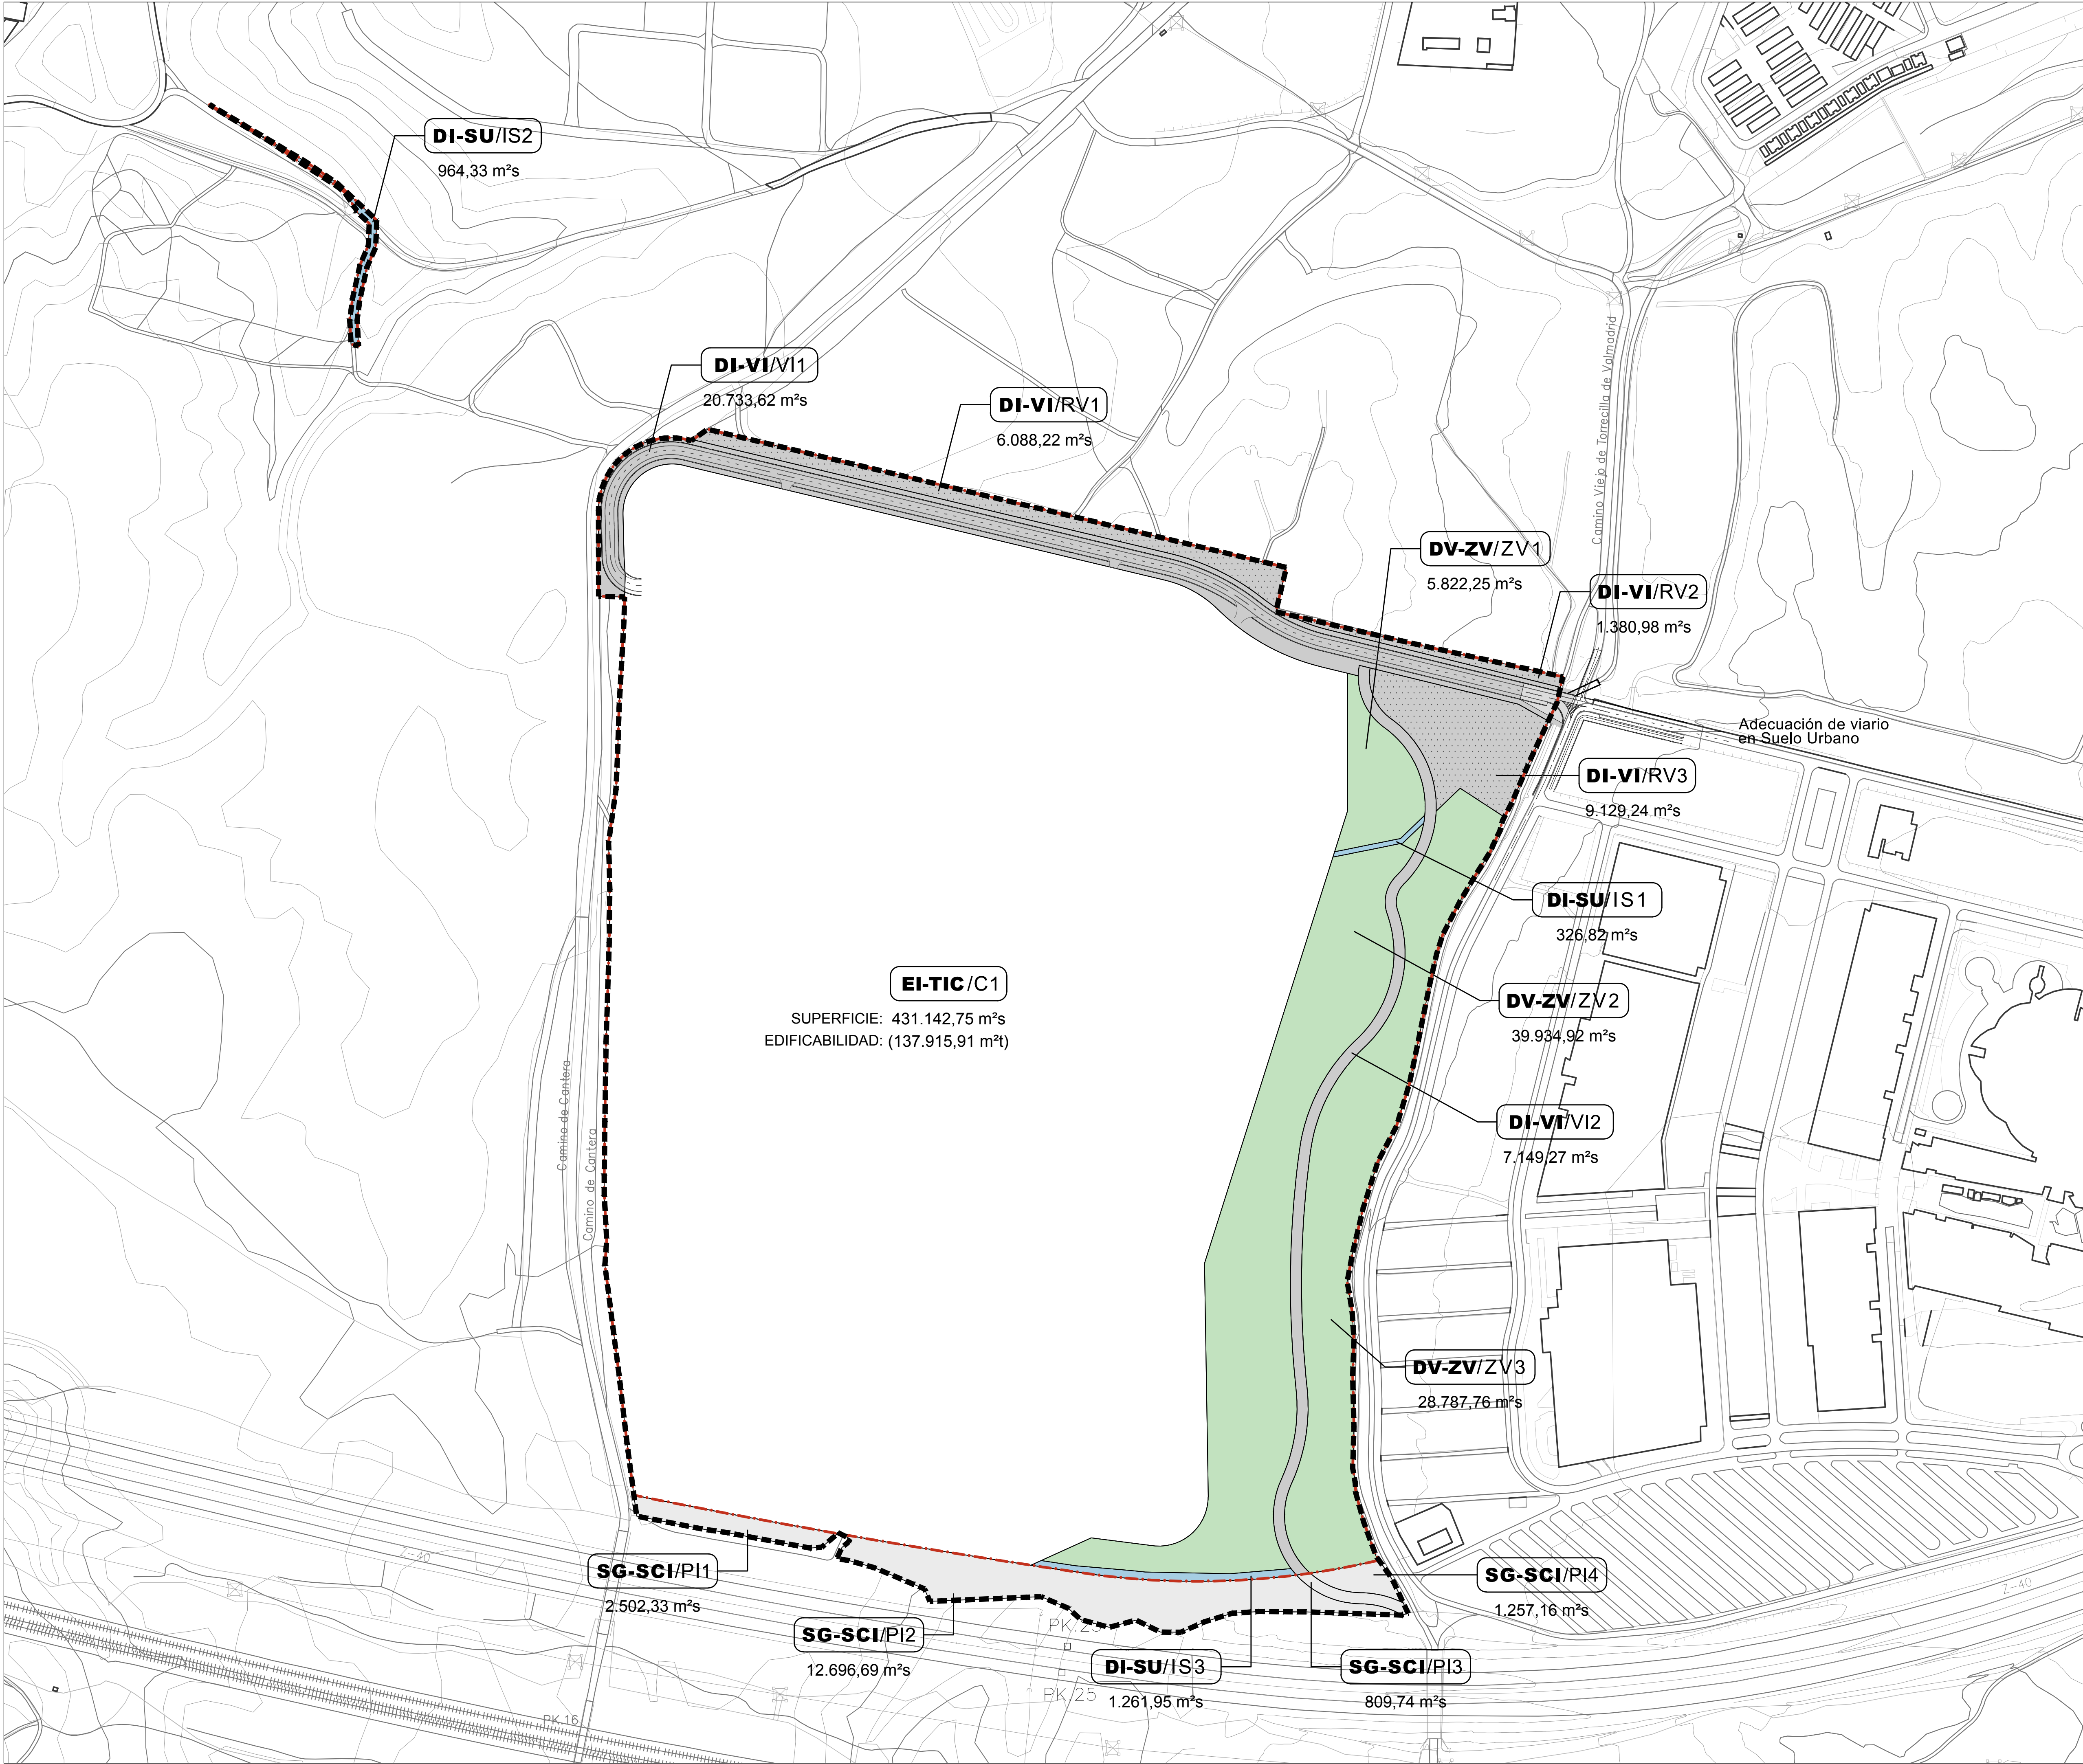 DI-SU/IS2
964,33 m²s
DI-VI/VI1
20.733,62 m²s
DI-VI/RV1
6.088,22 m²s
Camino Viejo de Torrecilla de Valmadrid
DV-ZV/ZV1
5.822,25 m²s
DI-VI/RV2
1.380,98 m²s
Adecuación de viario
en Suelo Urbano
DI-VI/RV3
9.129,24 m²s
DI-SU/IS1
326,82 m²s
EI-TIC/C1
SUPERFICIE: 431.142,75 m²s
EDIFICABILIDAD: (137.915,91 m²t)
DV-ZV/ZV2
39.934,92 m²s
Camino de Cantera
Camino de Cantera
DI-VI/VI2
7.149,27 m²s
DV-ZV/ZV3
28.787,76 m²s
Z-40
SG-SCI/PI1
2.502,33 m²s
SG-SCI/PI4
1.257,16 m²s
Z-40
SG-SCI/PI2
12.696,69 m²s
DI-SU/IS3
1.261,95 m²s
SG-SCI/PI3
809,74 m²s
PK.25
PK.16